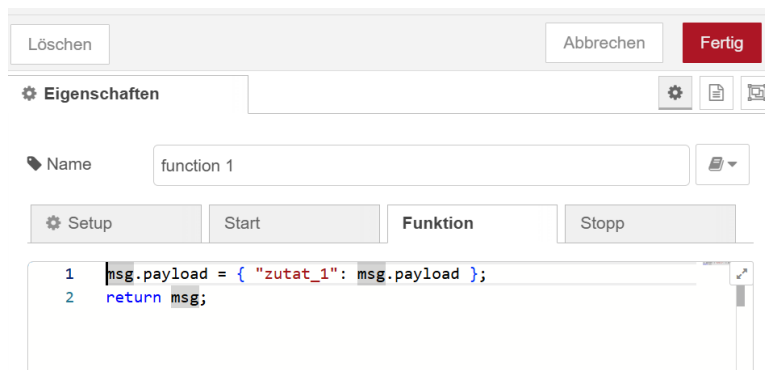 Löschen Abbrechen Fertig
Eigenschaften
Name function 1
Setup Start Funktion Stopp
1 msg.payload = { "zutat_1": msg.payload };
2 return msg;